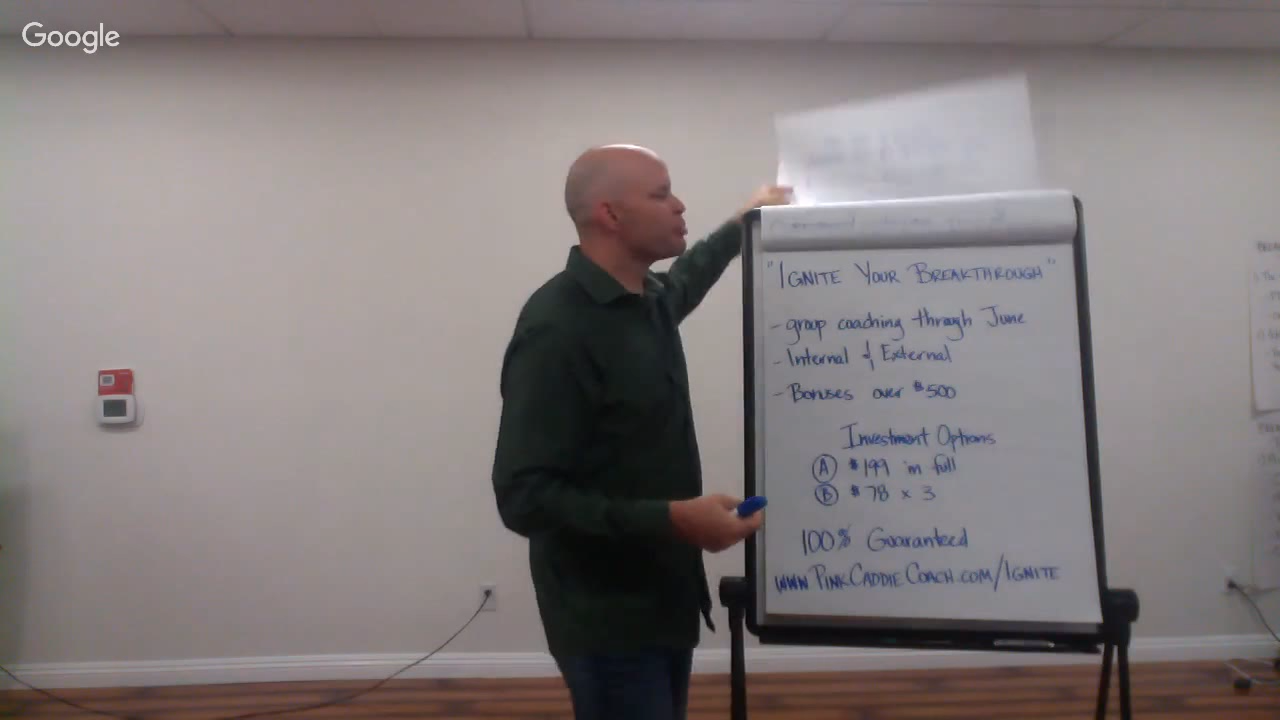 Google
"IGNITE YOUR BREAKTHROUGH"
- group coaching through June
- Internal & External
- Bonuses over $500
Investment Options
A $199 in full
B $78 x 3
100% Guaranteed
www.PINKCADDIECOACH.COM/IGNITE